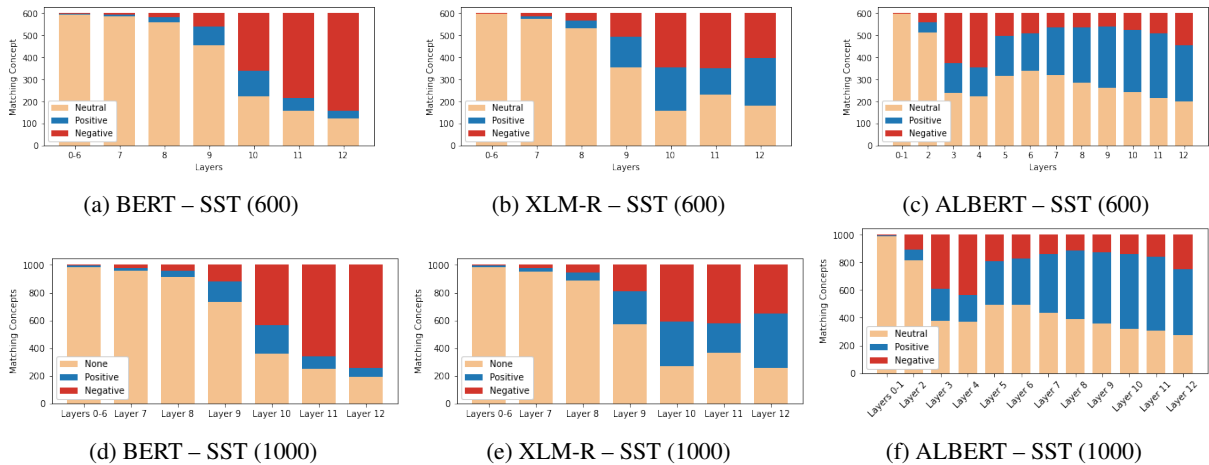 Matching Concept
600
500
400
300
200
100
0
Neutral
Positive
Negative
0-6
7
8
9
10
11
12
Layers
(a) BERT – SST (600)
Matching Concept
600
500
400
300
200
100
0
Neutral
Positive
Negative
0-6
7
8
9
10
11
12
Layers
(b) XLM-R – SST (600)
Matching Concept
600
500
400
300
200
100
0
Neutral
Positive
Negative
0-1
2
3
4
5
6
7
8
9
10
11
12
Layers
(c) ALBERT – SST (600)
Matching Concepts
1000
800
600
400
200
0
None
Positive
Negative
Layers 0-6
Layer 7
Layer 8
Layer 9
Layer 10
Layer 11
Layer 12
(d) BERT – SST (1000)
Matching Concepts
1000
800
600
400
200
0
None
Positive
Negative
Layers 0-6
Layer 7
Layer 8
Layer 9
Layer 10
Layer 11
Layer 12
(e) XLM-R – SST (1000)
Matching Concepts
1000
800
600
400
200
0
Neutral
Positive
Negative
Layers 0-1
Layer 2
Layer 3
Layer 4
Layer 5
Layer 6
Layer 7
Layer 8
Layer 9
Layer 10
Layer 11
Layer 12
(f) ALBERT – SST (1000)